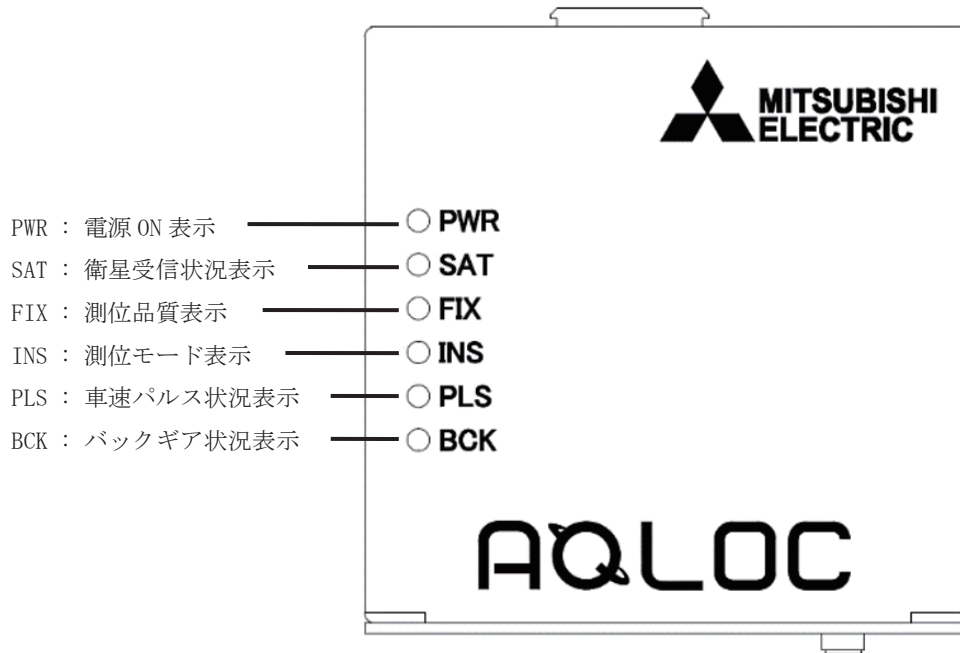 MITSUBISHI
ELECTRIC
PWR : 電源 ON 表示
PWR
SAT : 衛星受信状況表示
SAT
FIX : 測位品質表示
FIX
INS : 測位モード表示
INS
PLS : 車速パルス状況表示
PLS
BCK : バックギア状況表示
BCK
AQLOC